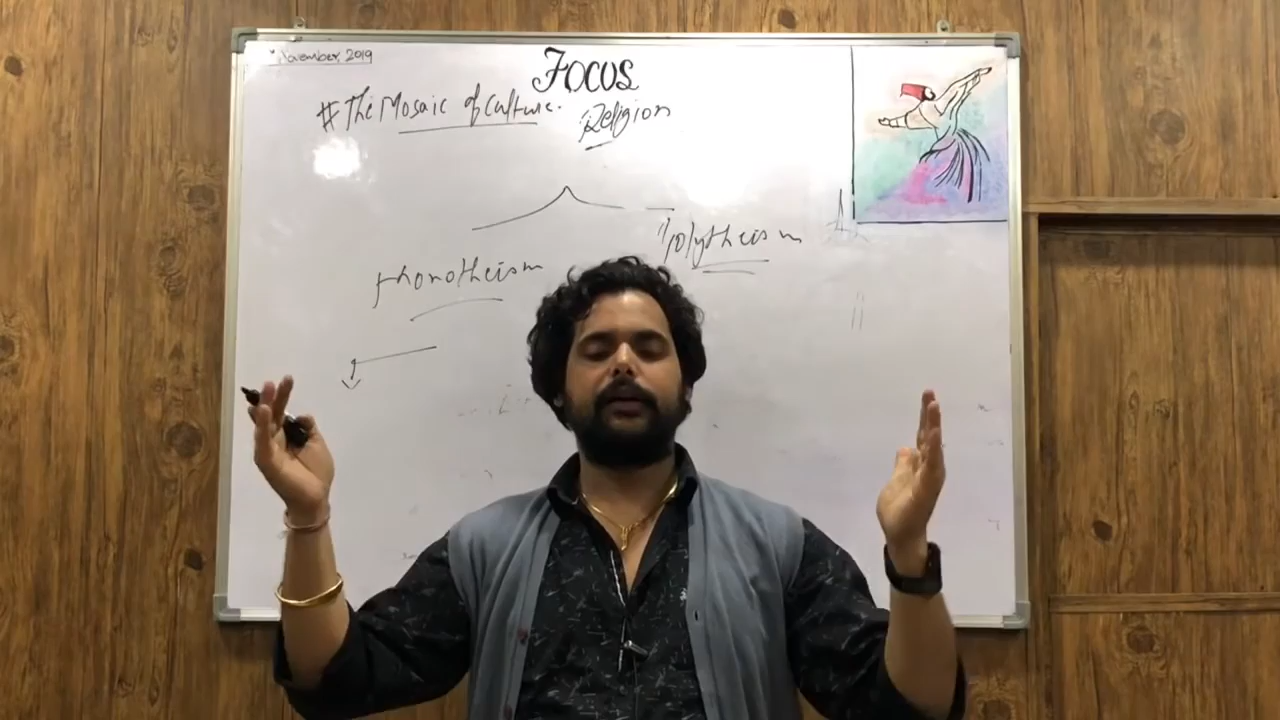 November, 2019
FOCUS
#The Mosaic of Culture.
Religion
Monotheism
Polytheism